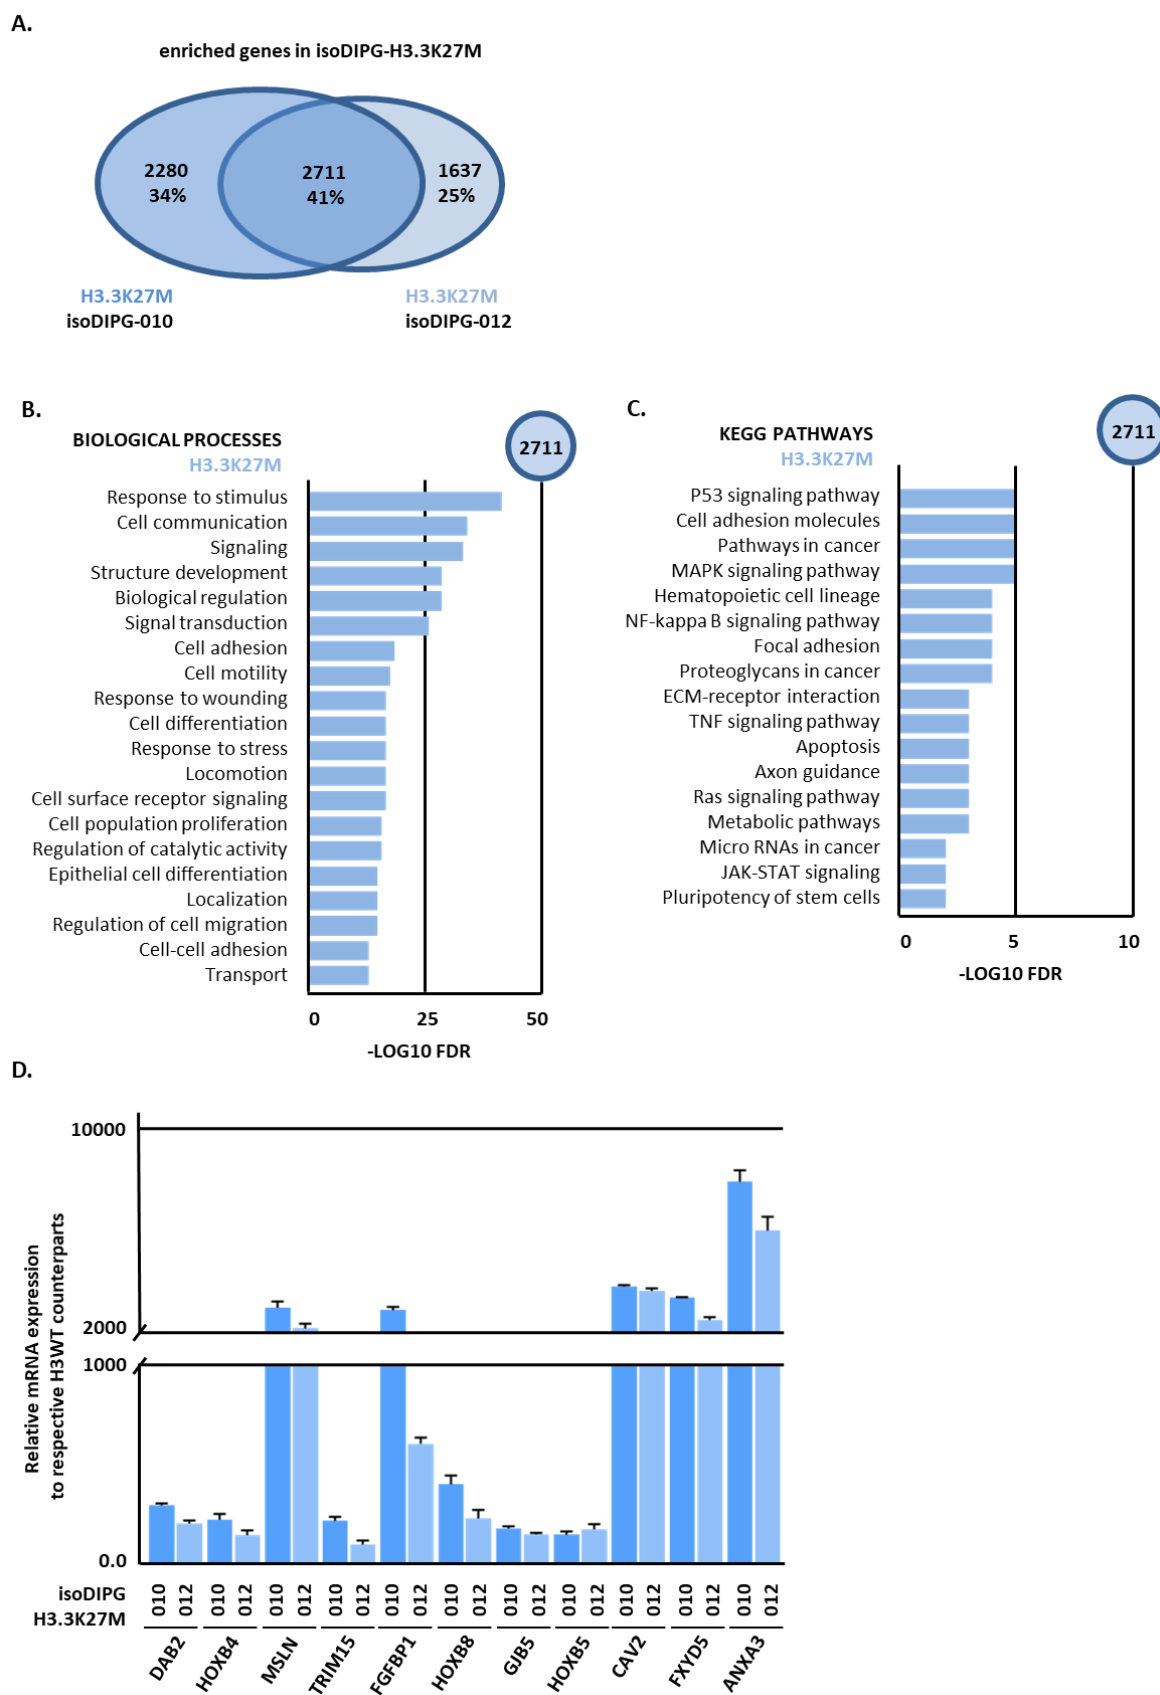 A.
enriched genes in isoDIPG-H3.3K27M
2280
34%
2711
41%
1637
25%
H3.3K27M
isoDIPG-010
H3.3K27M
isoDIPG-012
B.
BIOLOGICAL PROCESSES
H3.3K27M
2711
Response to stimulus
Cell communication
Signaling
Structure development
Biological regulation
Signal transduction
Cell adhesion
Cell motility
Response to wounding
Cell differentiation
Response to stress
Locomotion
Cell surface receptor signaling
Cell population proliferation
Regulation of catalytic activity
Epithelial cell differentiation
Localization
Regulation of cell migration
Cell-cell adhesion
Transport
0 25 50
-LOG10 FDR
C.
KEGG PATHWAYS
H3.3K27M
2711
P53 signaling pathway
Cell adhesion molecules
Pathways in cancer
MAPK signaling pathway
Hematopoietic cell lineage
NF-kappa B signaling pathway
Focal adhesion
Proteoglycans in cancer
ECM-receptor interaction
TNF signaling pathway
Apoptosis
Axon guidance
Ras signaling pathway
Metabolic pathways
Micro RNAs in cancer
JAK-STAT signaling
Pluripotency of stem cells
0 5 10
-LOG10 FDR
D.
Relative mRNA expression
to respective H3WT counterparts
10000
2000
1000
0.0
isoDIPG
H3.3K27M
010 012 010 012 010 012 010 012 010 012 010 012 010 012 010 012 010 012 010 012 010 012
DAB2 HOXB4 MSLN TRIM15 FGFBP1 HOXB8 GJB5 HOXB5 CAV2 FXYD5 ANXA3